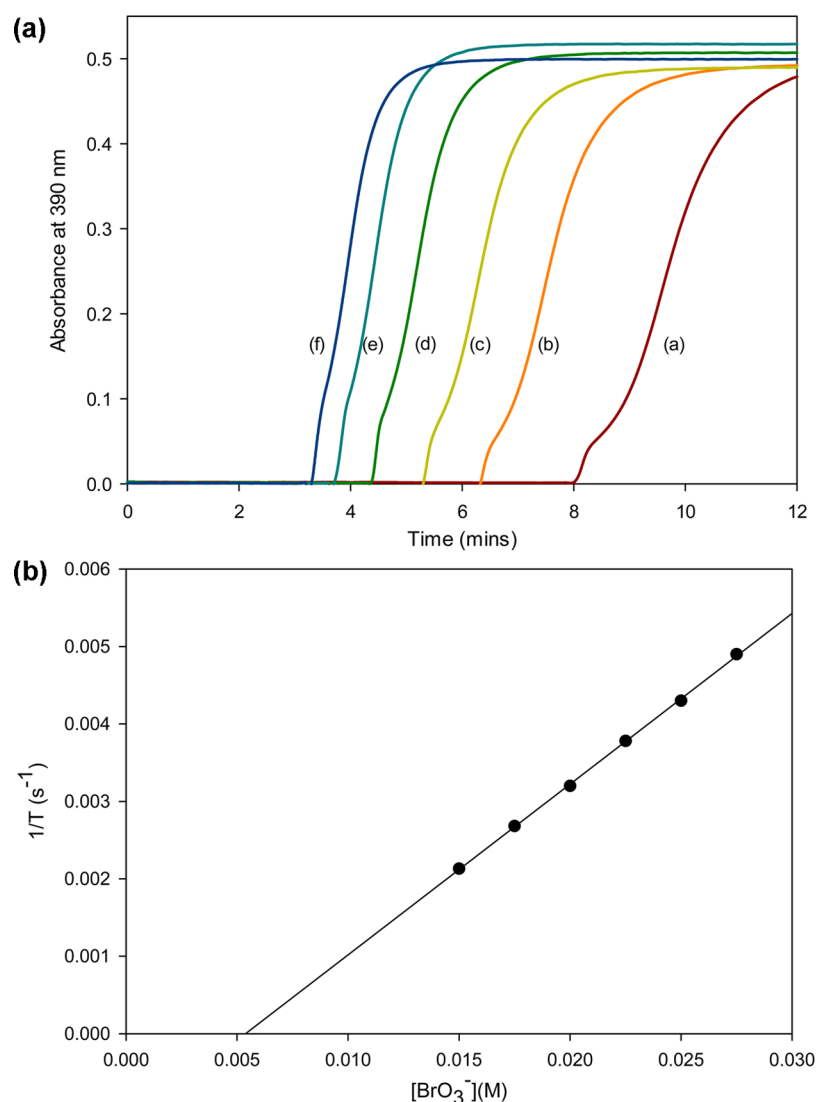 (a)
0.5
0.4
0.3
0.2
0.1
0.0
Absorbance at 390 nm
(f) (e) (d) (c) (b) (a)
0 2 4 6 8 10 12
Time (mins)
(b)
0.006
0.005
0.004
0.003
0.002
0.001
0.000
1/T (s⁻¹)
0.000 0.005 0.010 0.015 0.020 0.025 0.030
[BrO₃⁻](M)